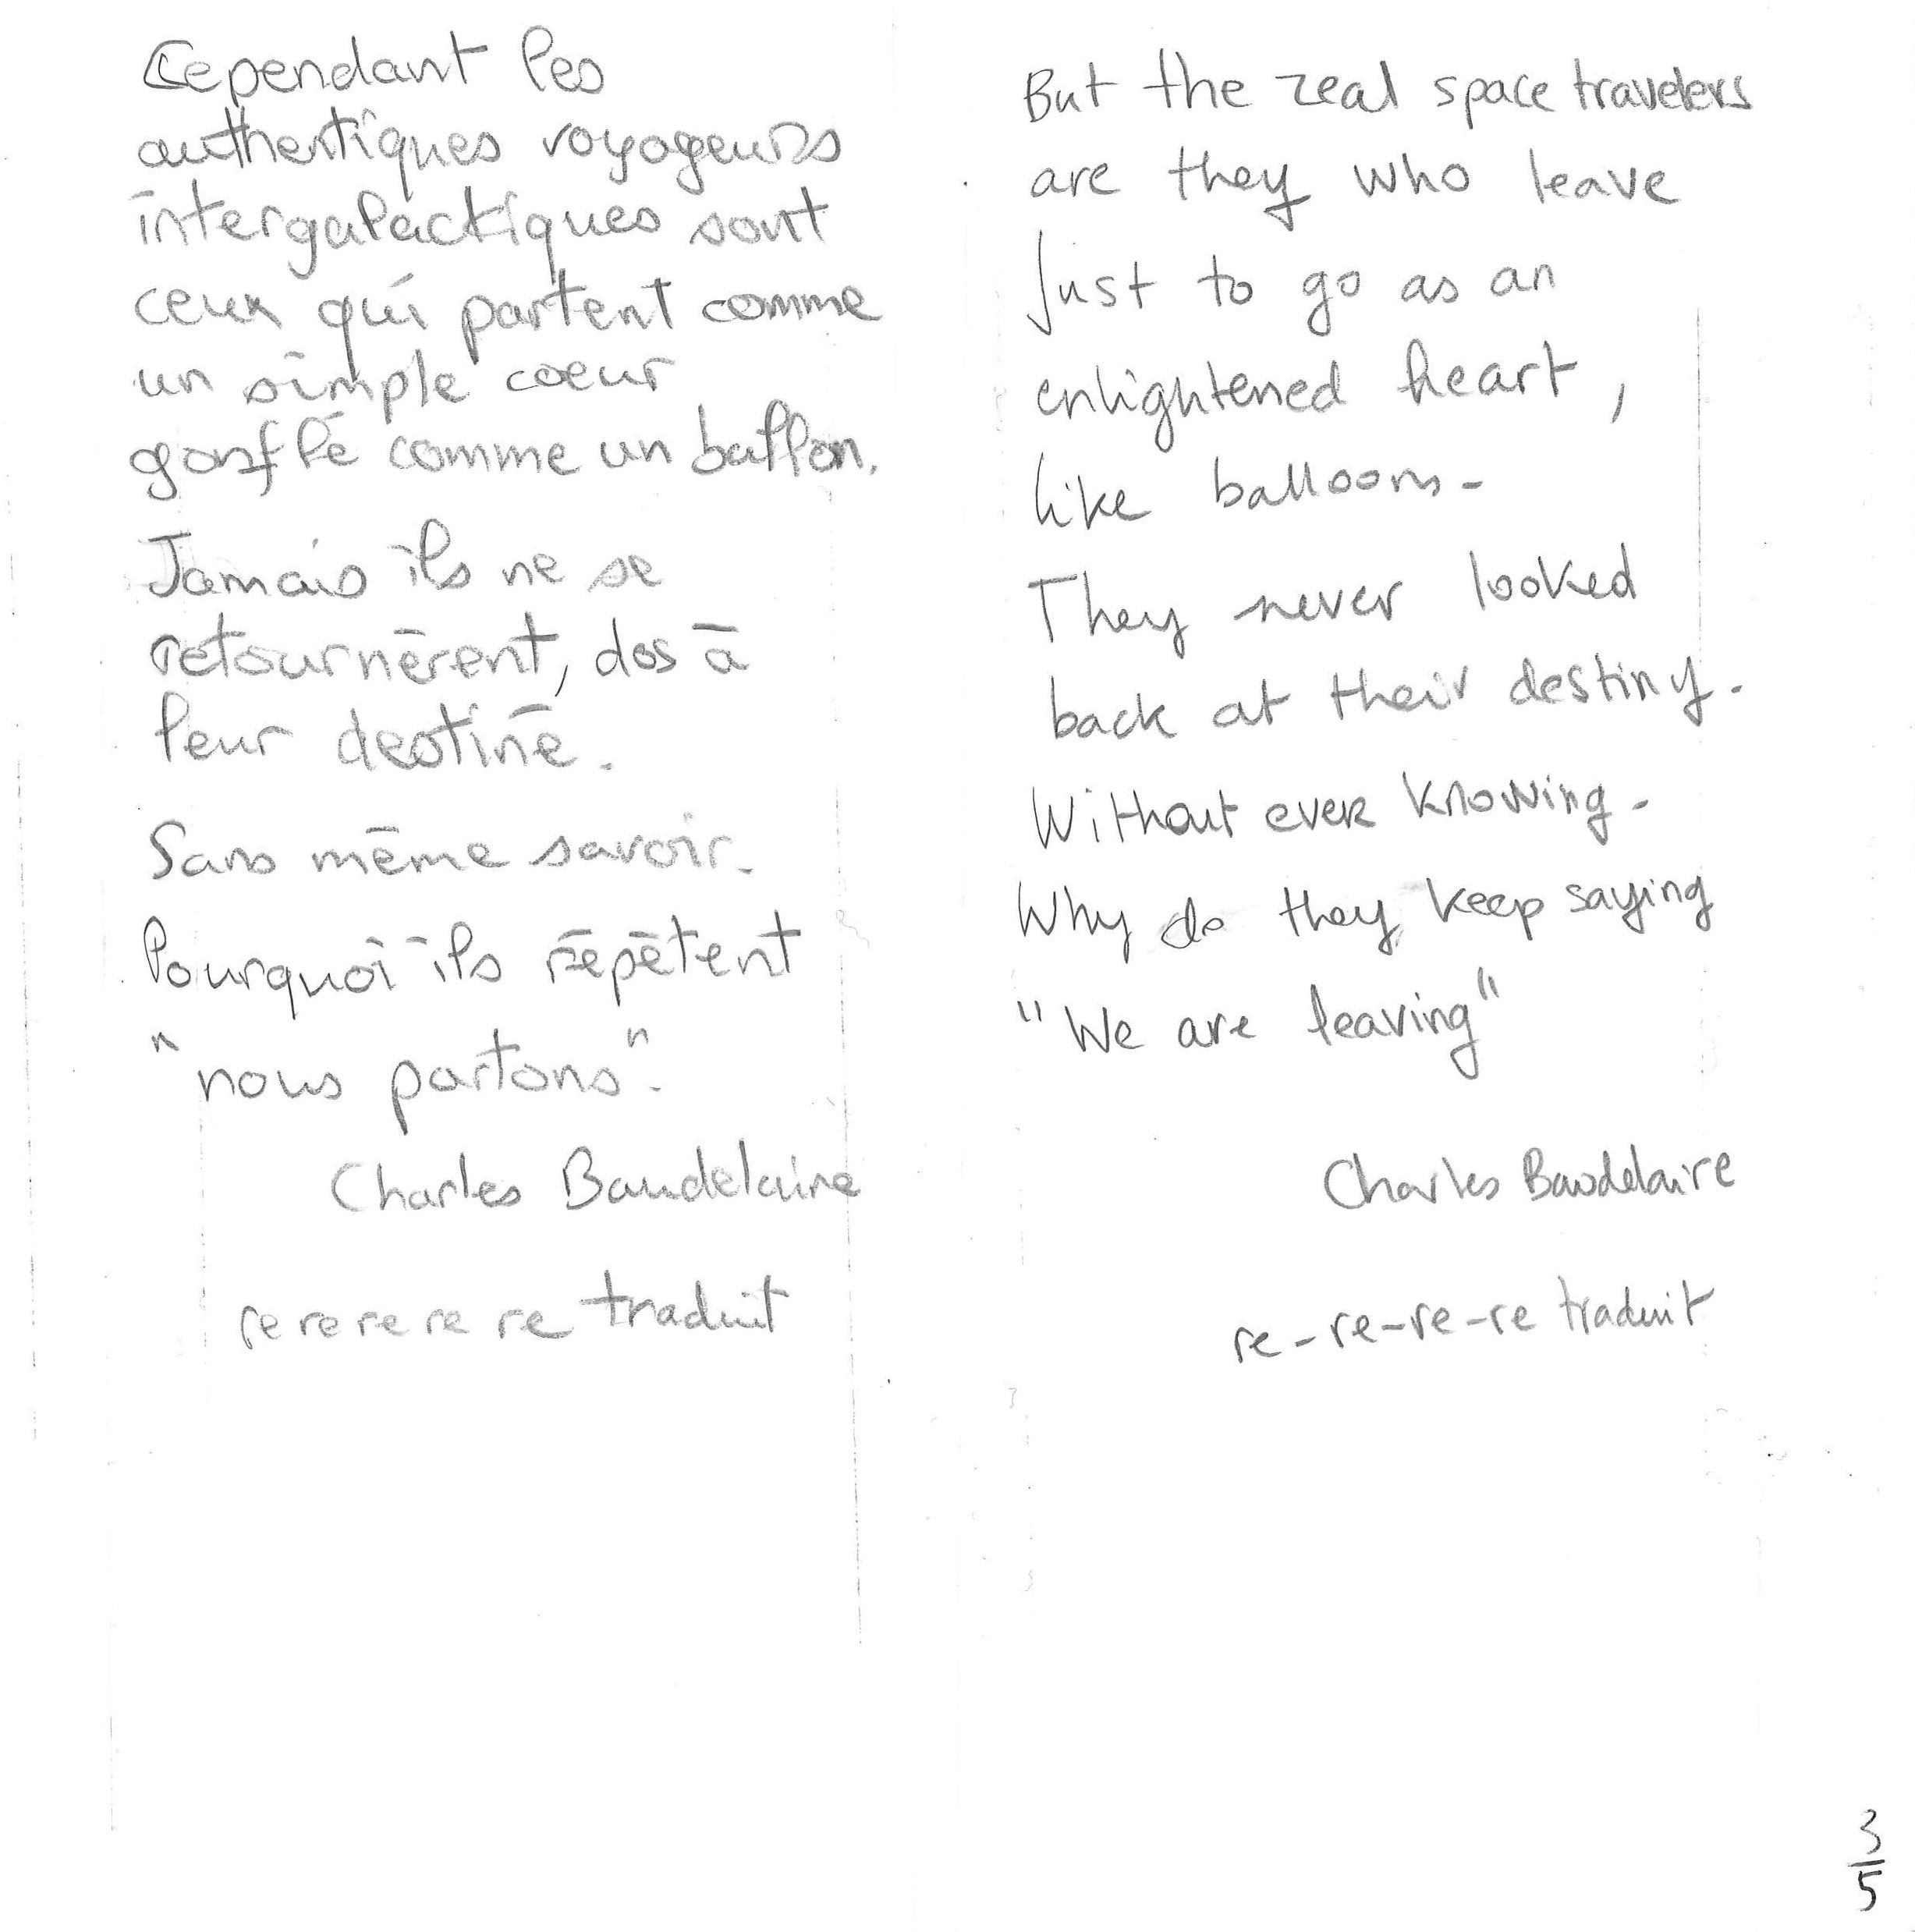 Cependant les
authentiques voyageurs
intergalactiques sont
ceux qui partent comme
un simple coeur
gonflé comme un ballon.
Jamais ils ne se
retournèrent, dos à
leur destiné.
Sans même savoir.
Pourquoi ils répètent
"nous partons".
Charles Baudelaire
re re re re re traduit
But the real space travelers
are they who leave
Just to go as an
enlightened heart,
like balloons.
They never looked
back at their destiny.
Without ever knowing.
Why do they keep saying
"We are leaving"
Charles Baudelaire
re-re-re-re traduit
3/5